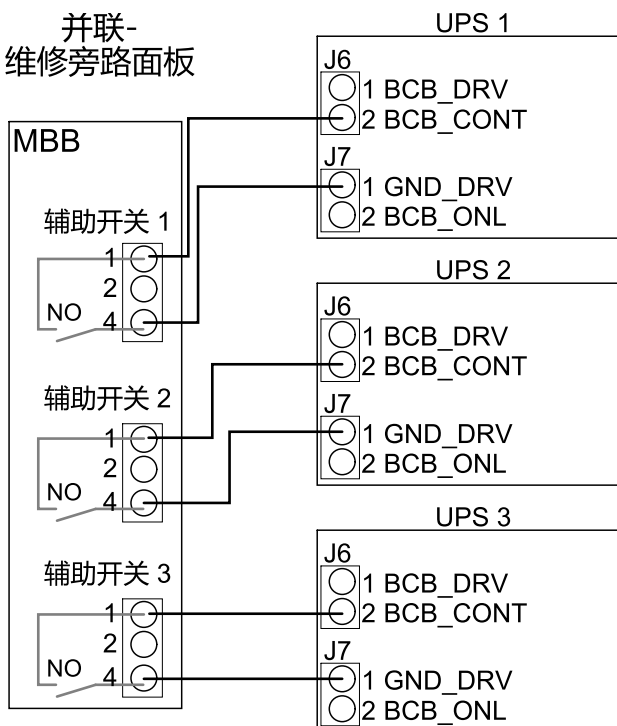 并联-
维修旁路面板
MBB
辅助开关 1
1
2
NO
4
辅助开关 2
1
2
NO
4
辅助开关 3
1
2
NO
4
UPS 1
J6
1 BCB_DRV
2 BCB_CONT
J7
1 GND_DRV
2 BCB_ONL
UPS 2
J6
1 BCB_DRV
2 BCB_CONT
J7
1 GND_DRV
2 BCB_ONL
UPS 3
J6
1 BCB_DRV
2 BCB_CONT
J7
1 GND_DRV
2 BCB_ONL